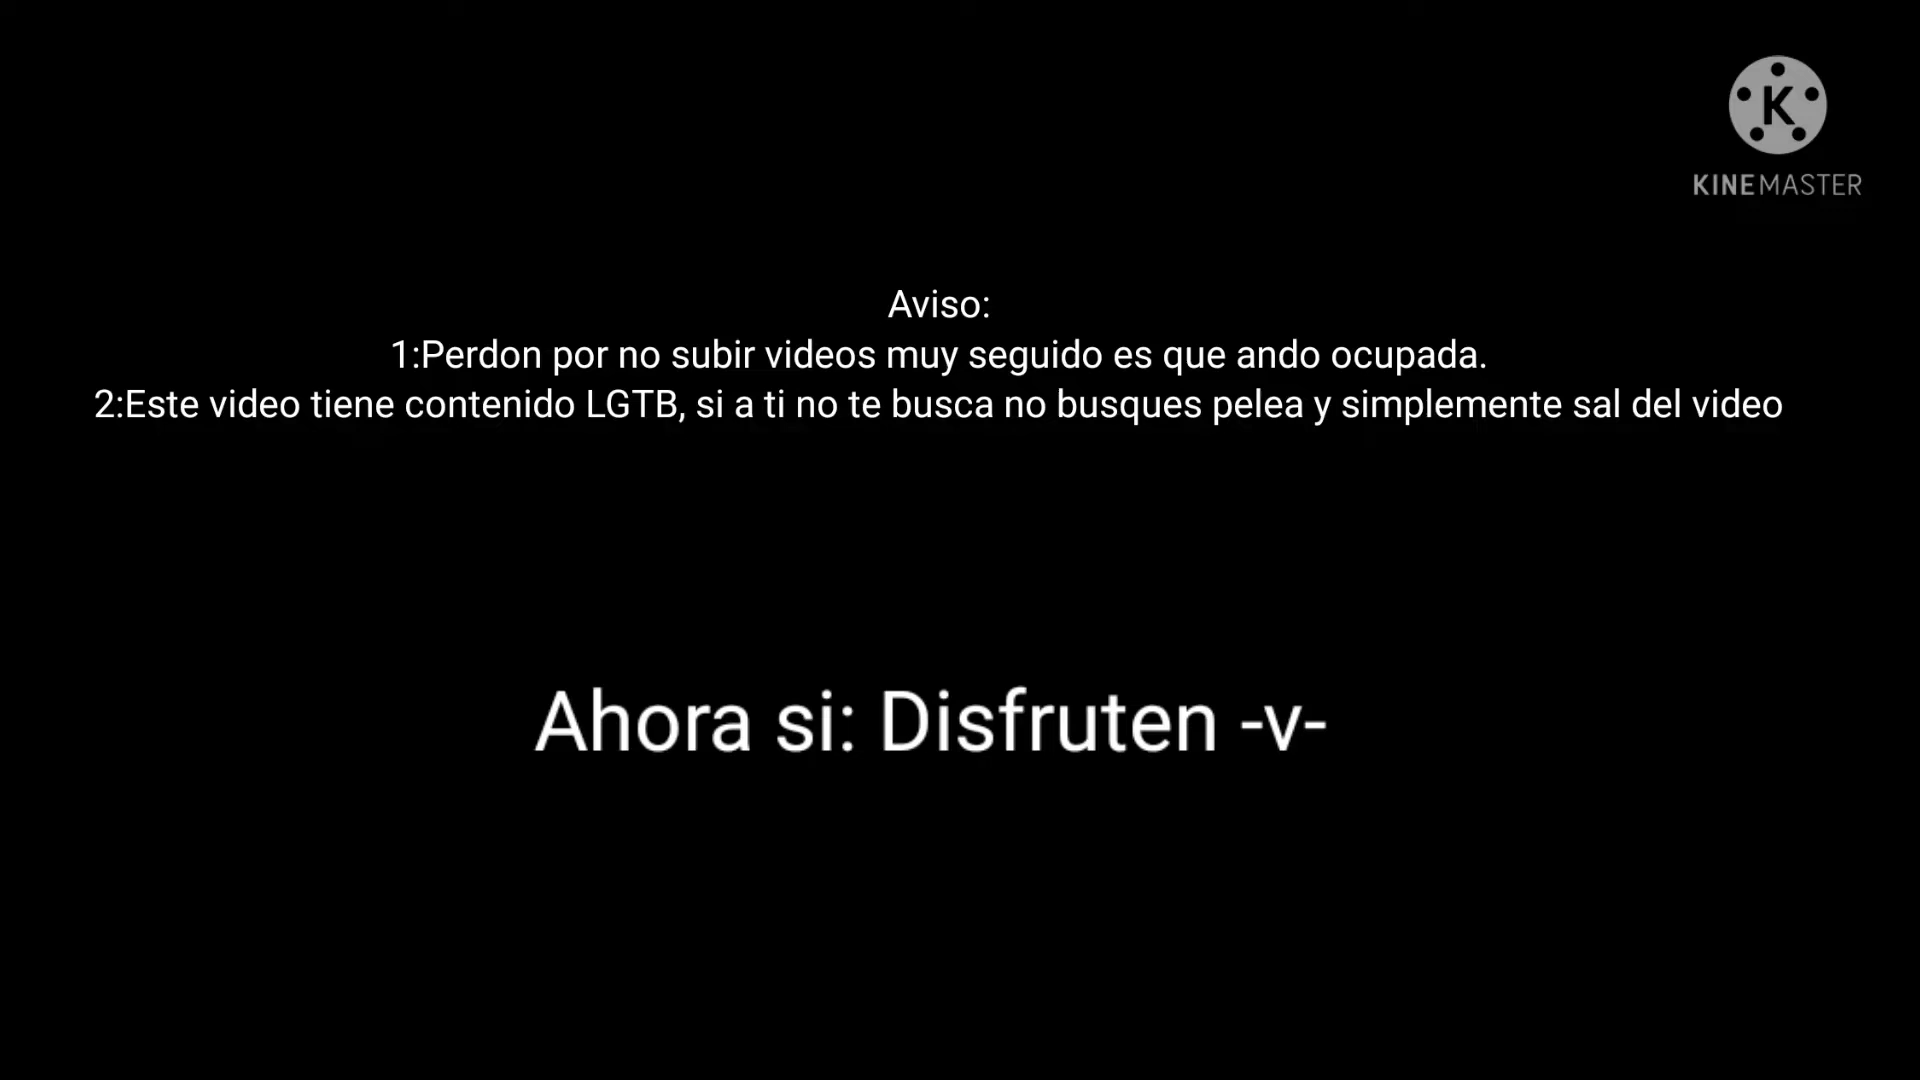 K
KINEMASTER
Aviso:
1:Perdon por no subir videos muy seguido es que ando ocupada.
2:Este video tiene contenido LGTB, si a ti no te busca no busques pelea y simplemente sal del video
Ahora si: Disfruten -v-